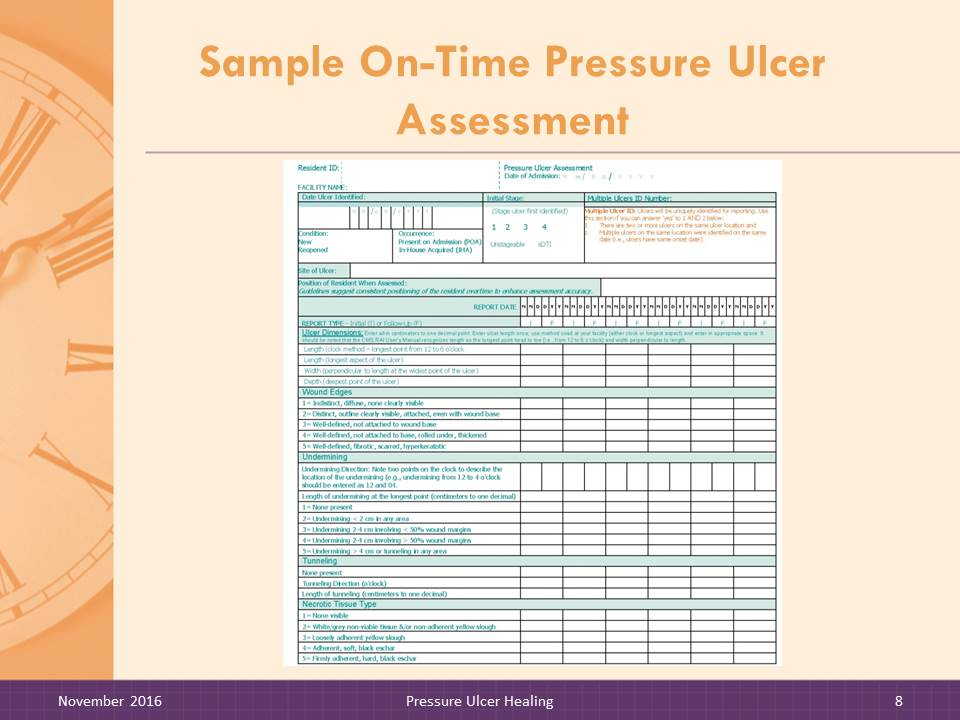 Sample On-Time Pressure Ulcer
Assessment
Resident ID:
Pressure Ulcer Assessment
Date of Admission: M M / D D / Y Y Y Y
FACILITY NAME:
Date Ulcer Identified:
Initial Stage:
Multiple Ulcers ID Number:
(Stage ulcer first identified)
1 2 3 4
Unstageable sDTI
Multiple Ulcer ID: Ulcers will be uniquely identified for reporting. Use
this section if you can answer 'yes' to 1 AND 2 below:
1. There are two or more ulcers on the same ulcer location and
2. Multiple ulcers on the same location were identified on the same
date (i.e., ulcers have same onset date).
Condition:
New
Reopened
Occurrence:
Present on Admission (POA)
In-House Acquired (IHA)
Site of Ulcer:
Position of Resident When Assessed:
Guidelines suggest consistent positioning of the resident overtime to enhance assessment accuracy.
REPORT DATE M M D D Y Y M M D D Y Y M M D D Y Y M M D D Y Y M M D D Y Y M M D D Y Y
REPORT TYPE – Initial (I) or Follow-Up (F) I F I F I F I F I F I F
Ulcer Dimensions: Enter all in centimeters to one decimal point. Enter ulcer length once; use method used at your facility (either clock or longest aspect) and enter in appropriate space. It
should be noted that the CMS RAI User's Manual recognizes length as the longest point head to toe (i.e., from 12 to 6 o'clock) and width perpendicular to length.
Length (clock method – longest point from 12 to 6 o'clock
Length (longest aspect of the ulcer)
Width (perpendicular to length at the widest point of the ulcer)
Depth (deepest point of the ulcer)
Wound Edges
1= Indistinct, diffuse, none clearly visible
2= Distinct, outline clearly visible, attached, even with wound base
3= Well-defined, not attached to wound base
4= Well-defined, not attached to base, rolled under, thickened
5= Well-defined, fibrotic, scarred, hyperkeratotic
Undermining
Undermining Direction: Note two points on the clock to describe the
location of the undermining (e.g., undermining from 12 to 4 o'clock
should be entered as 12 and 04.
Length of undermining at the longest point (centimeters to one decimal)
1= None present
2= Undermining < 2 cm in any area
3= Undermining 2-4 cm involving < 50% wound margins
4= Undermining 2-4 cm involving > 50% wound margins
5= Undermining > 4 cm or tunneling in any area
Tunneling
None present
Tunneling Direction (o'clock)
Length of tunneling (centimeters to one decimal)
Necrotic Tissue Type
1= None visible
2= White/grey non-viable tissue &/or non-adherent yellow slough
3= Loosely adherent yellow slough
4= Adherent, soft, black eschar
5= Firmly adherent, hard, black eschar
November 2016
Pressure Ulcer Healing
8